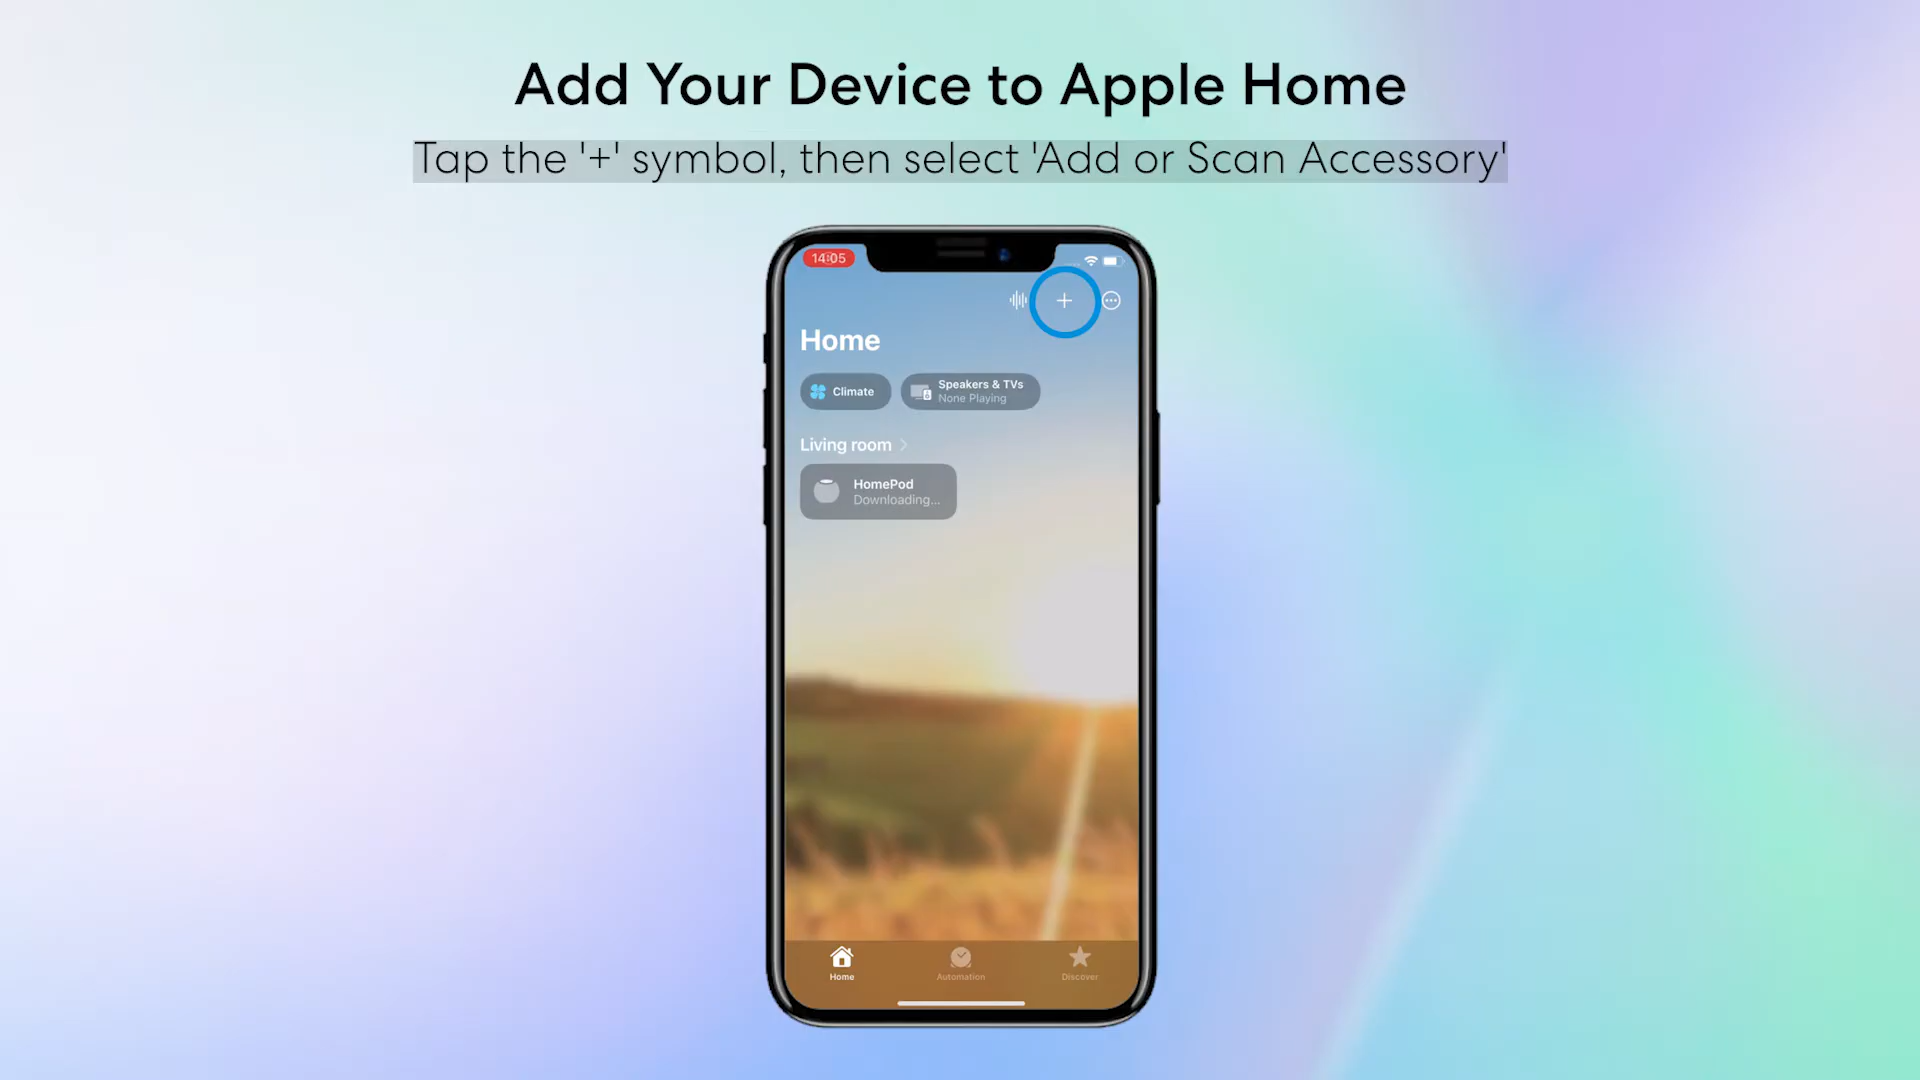 Add Your Device to Apple Home
Tap the '+' symbol, then select 'Add or Scan Accessory'
14:05
Home
Climate
Speakers & TVs
None Playing
Living room
HomePod
Downloading...
Home
Automation
Discover